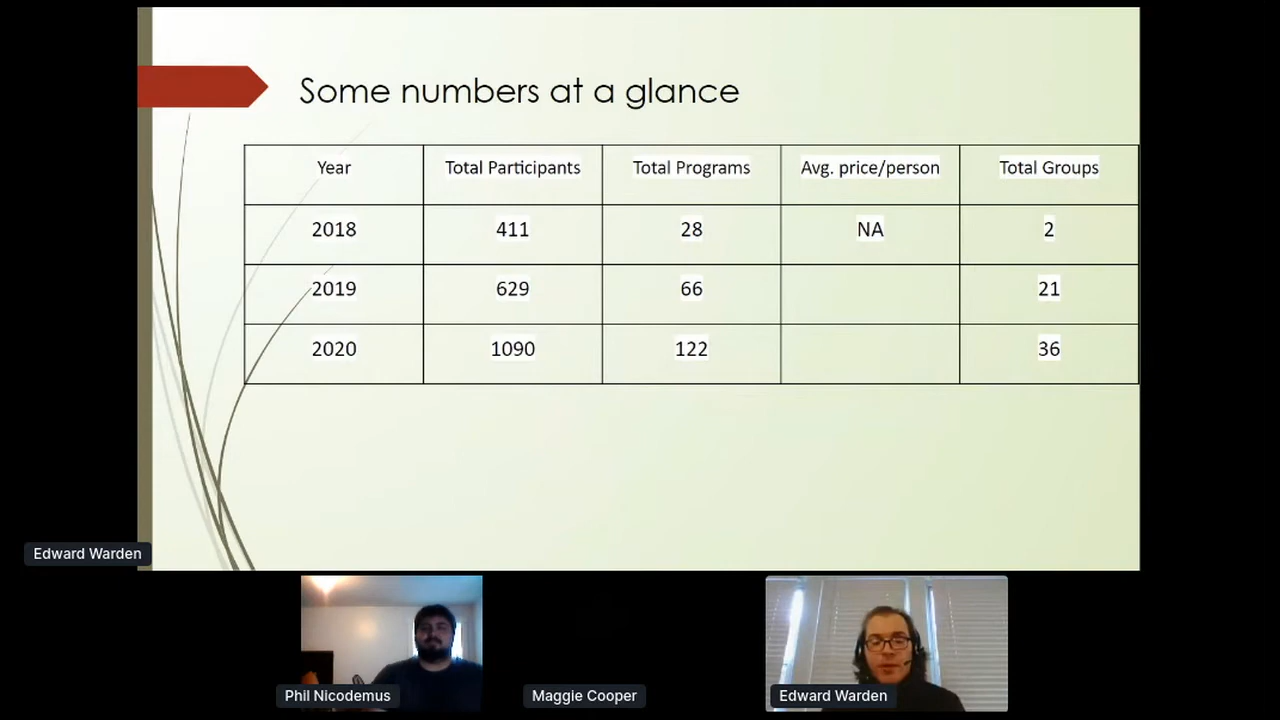 Some numbers at a glance
Year Total Participants Total Programs Avg. price/person Total Groups
2018 411 28 NA 2
2019 629 66 21
2020 1090 122 36
Edward Warden
Phil Nicodemus Maggie Cooper Edward Warden